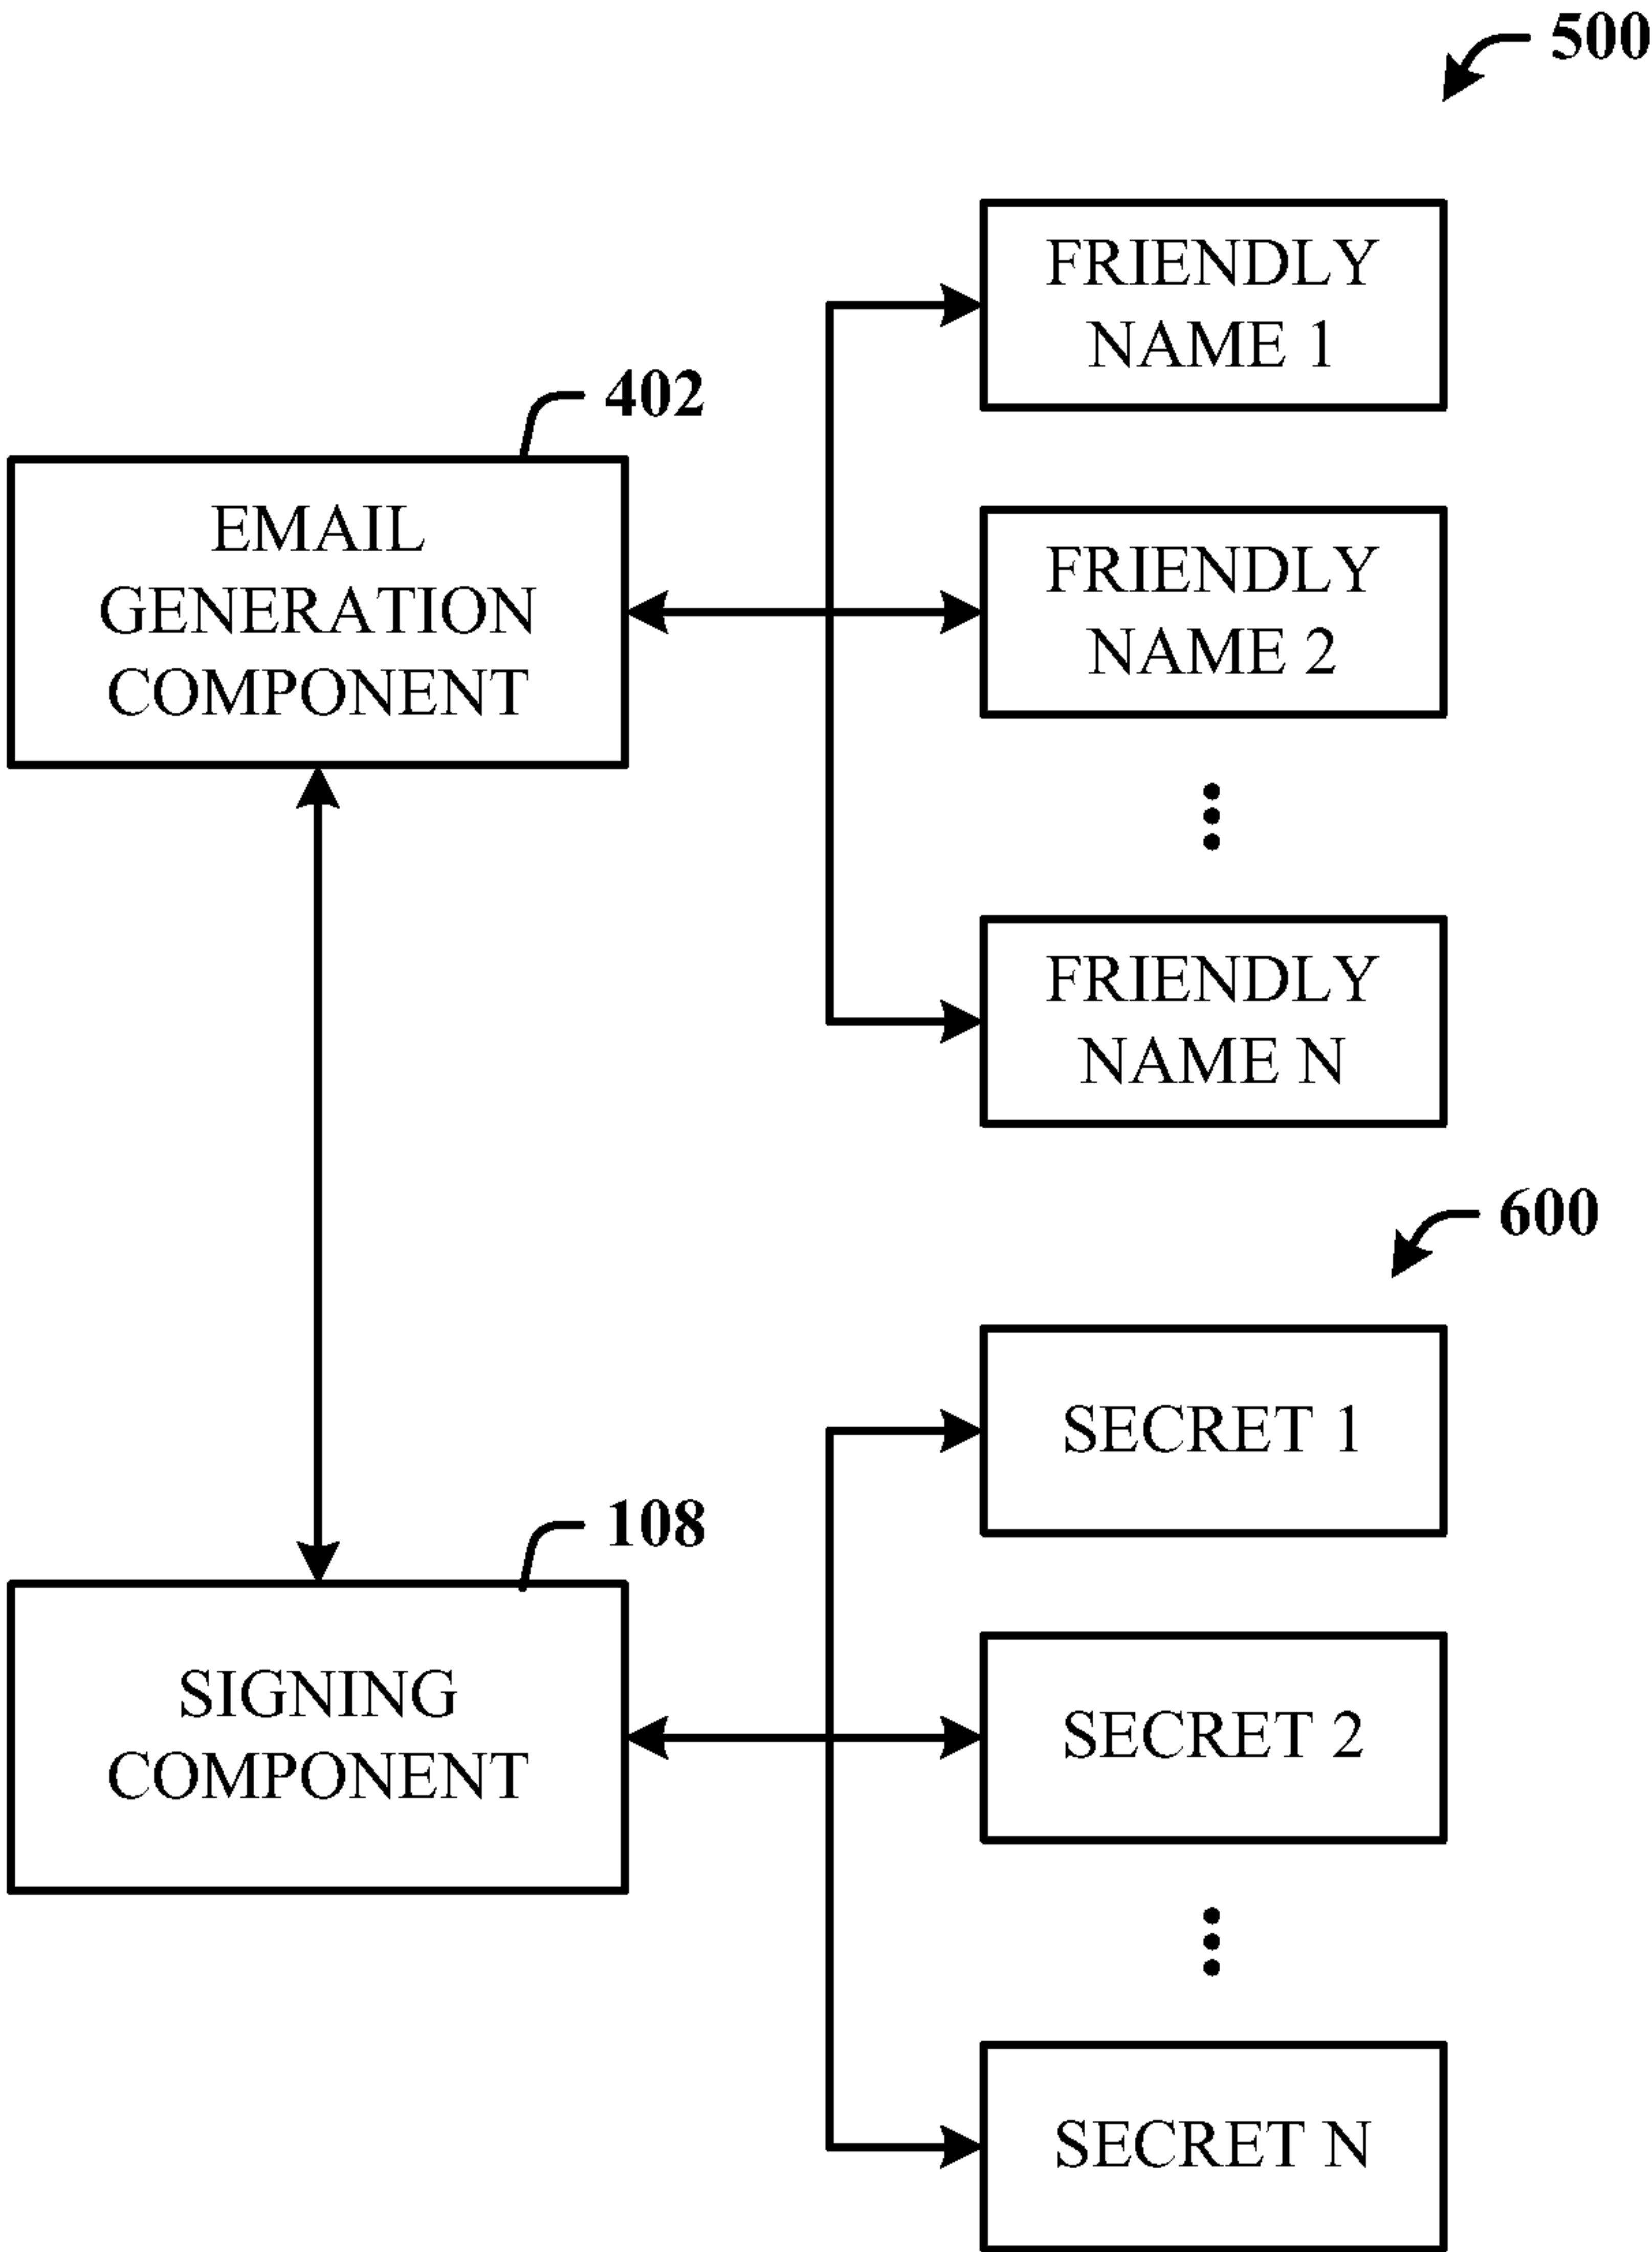 500
FRIENDLY
NAME 1
402
EMAIL
GENERATION
COMPONENT
FRIENDLY
NAME 2
FRIENDLY
NAME N
600
SECRET 1
108
SIGNING
COMPONENT
SECRET 2
SECRET N